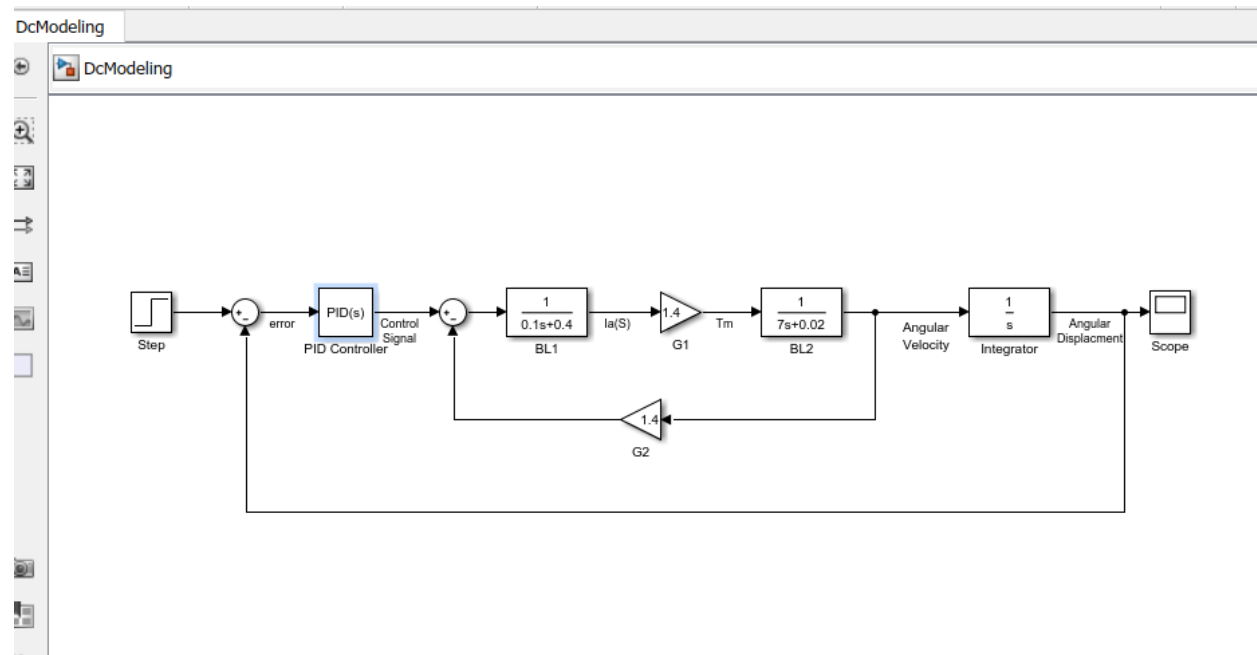 DcModeling
DcModeling
Step
+
-
error
PID(s)
PID Controller
Control
Signal
+
-
1
0.1s+0.4
BL1
Ia(S)
1.4
G1
Tm
1
7s+0.02
BL2
Angular
Velocity
1
s
Integrator
Angular
Displacment
Scope
1.4
G2